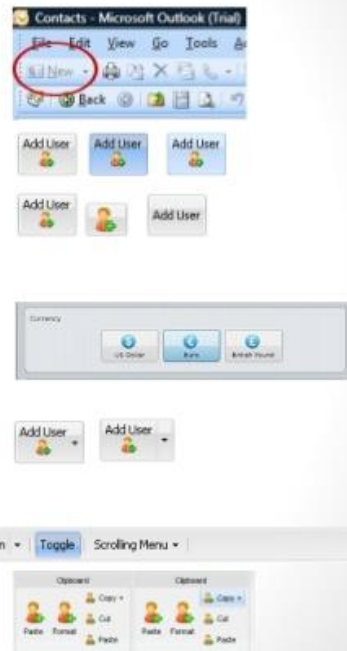 Contacts - Microsoft Outlook (Trial)
File Edit View Go Tools
New
Back
Add User Add User Add User
Add User Add User
Currency
US Dollar Euro British Pound
Add User Add User
Toggle Scrolling Menu
Clipboard Clipboard
Copy Copy
Paste Format Cut Paste Format Cut
Paste Paste